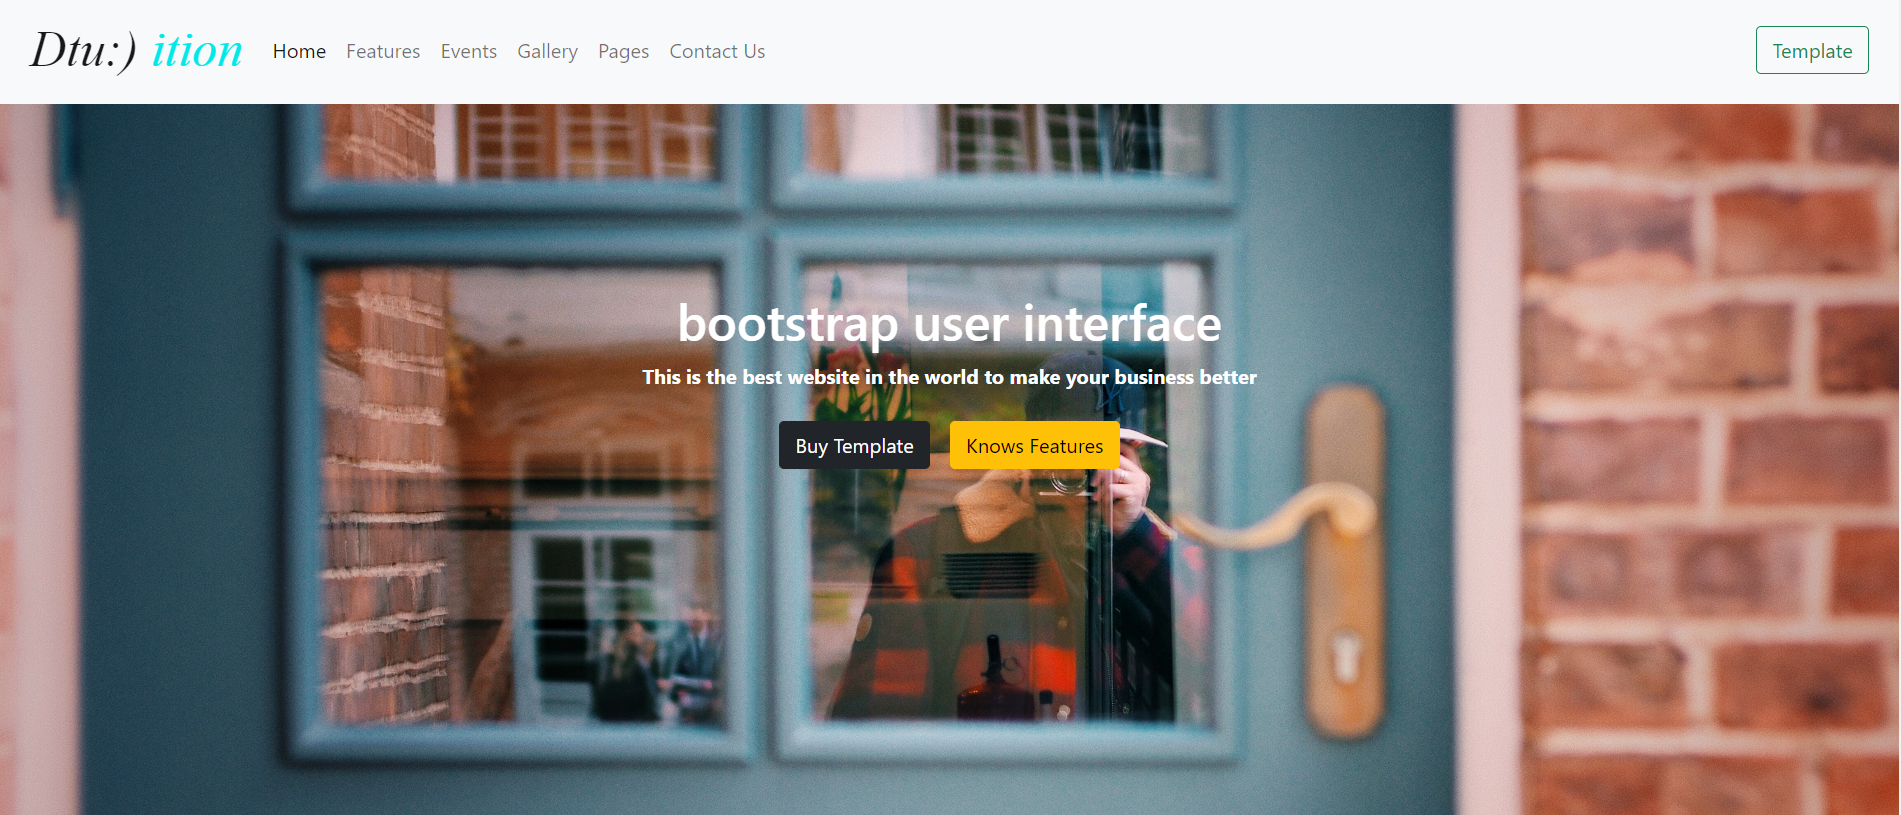 Dtu:) ition
Home Features Events Gallery Pages Contact Us
Template
bootstrap user interface
This is the best website in the world to make your business better
Buy Template Knows Features